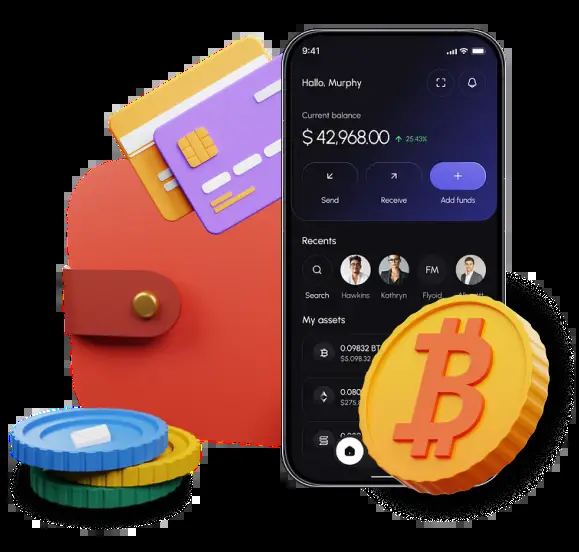 9:41
Hallo, Murphy
Current balance
$ 42,968.00 25.43%
Send Receive Add funds
Recents
FM
Search Hawkins Kathryn Flyoid
My assets
0.09832 BT
$5,098.32
0.080
$275.